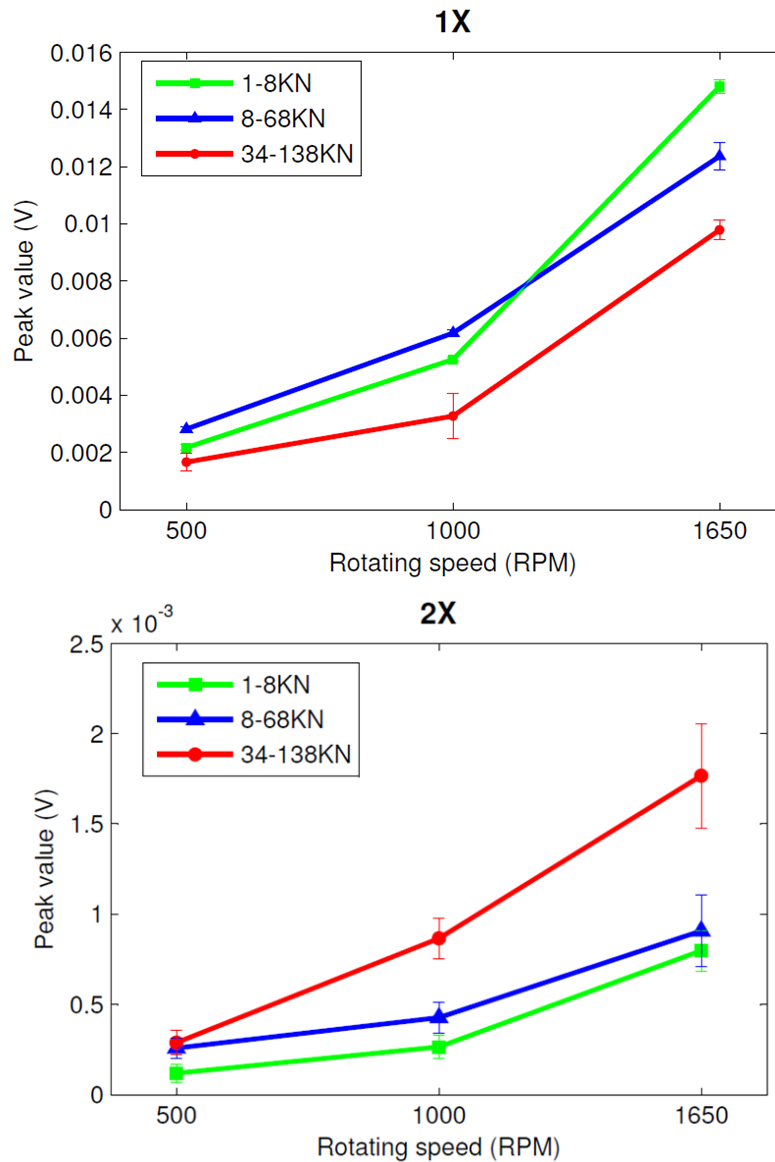 1X
0.016
0.014
0.012
0.01
0.008
0.006
0.004
0.002
0
Peak value (V)
1-8KN
8-68KN
34-138KN
500 1000 1650
Rotating speed (RPM)
2X
x 10-3
2.5
2
1.5
1
0.5
0
Peak value (V)
1-8KN
8-68KN
34-138KN
500 1000 1650
Rotating speed (RPM)